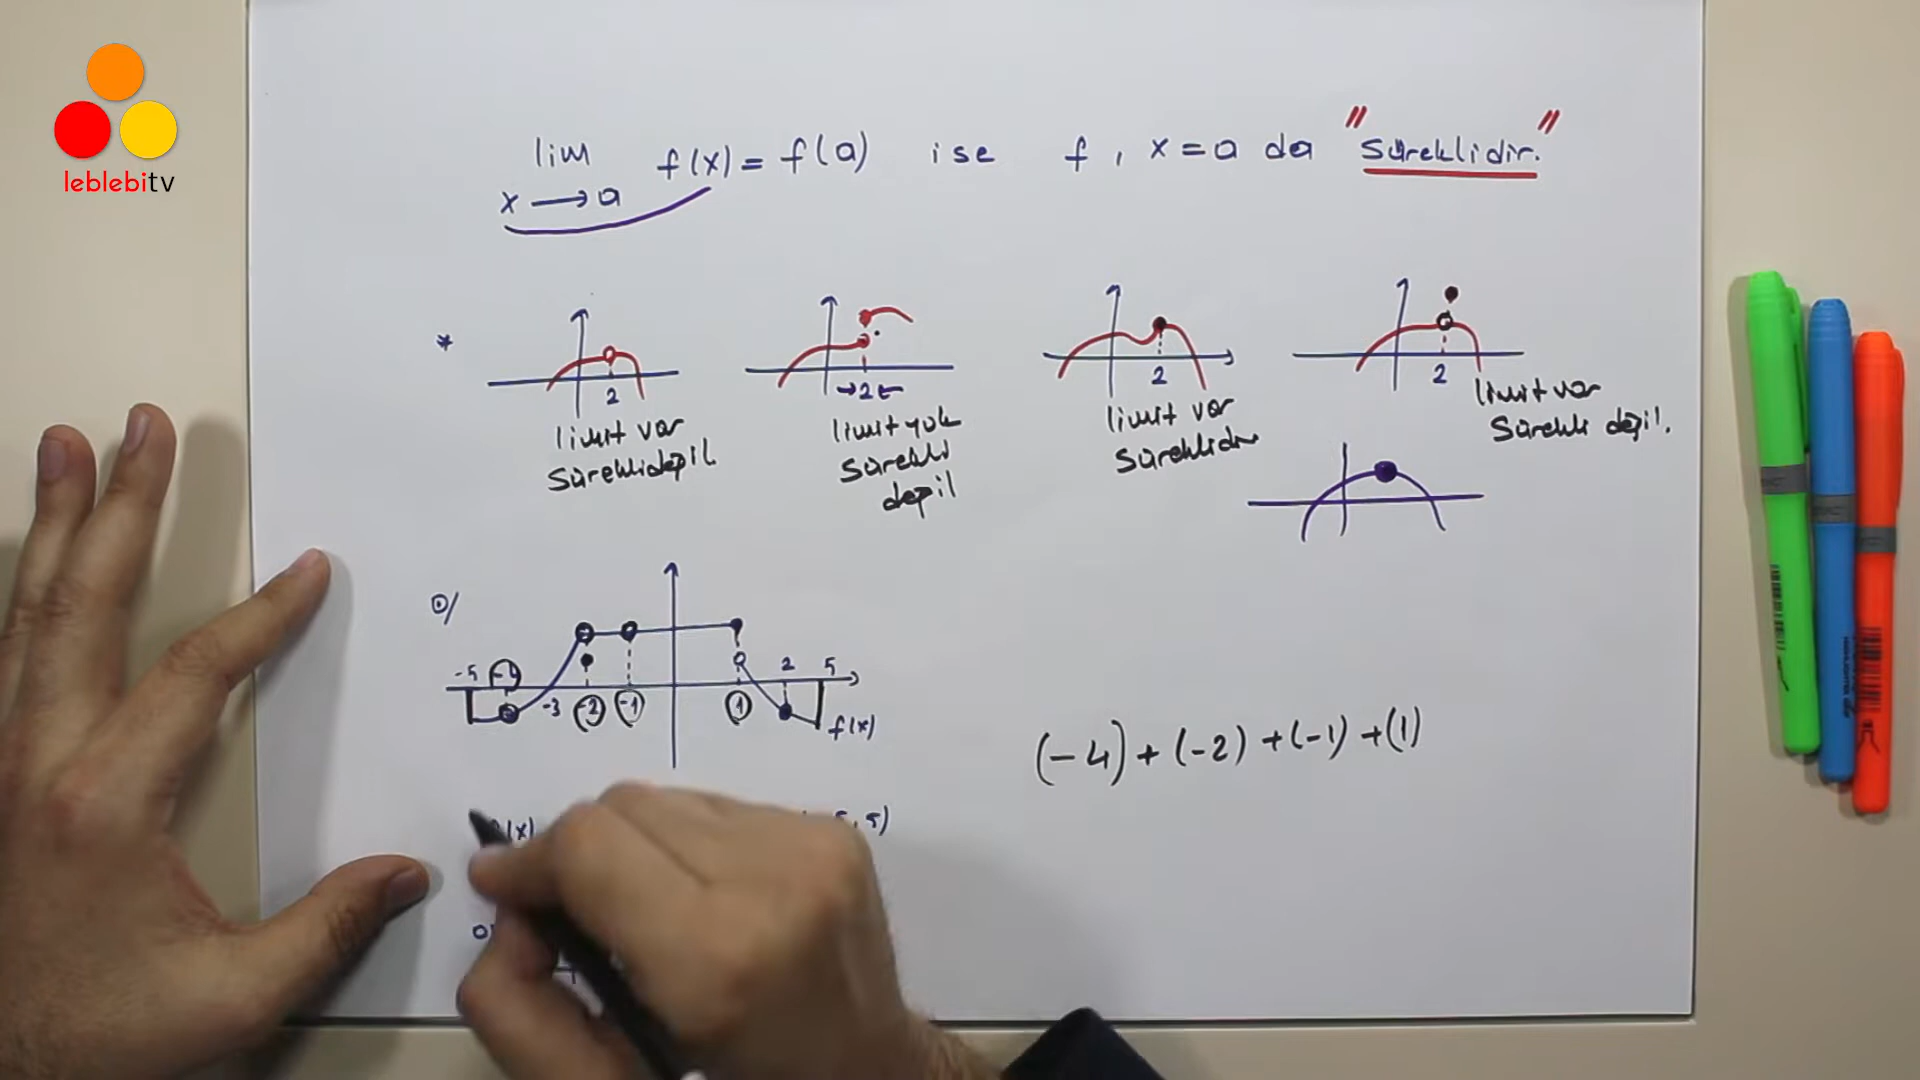 leblebitv
lim f(x) = f(a) ise f, x = a da "Süreklidir."
x → a
*
2
limit var
Sürekli değil
→2←
limit yok
Sürekli
değil
2
limit var
Süreklidir
2
limit var
Sürekli değil.
Ö/
-5 -4 -3 -2 -1 1 2 5
f(x)
(-4) + (-2) + (-1) + (1)
f(x)
5)